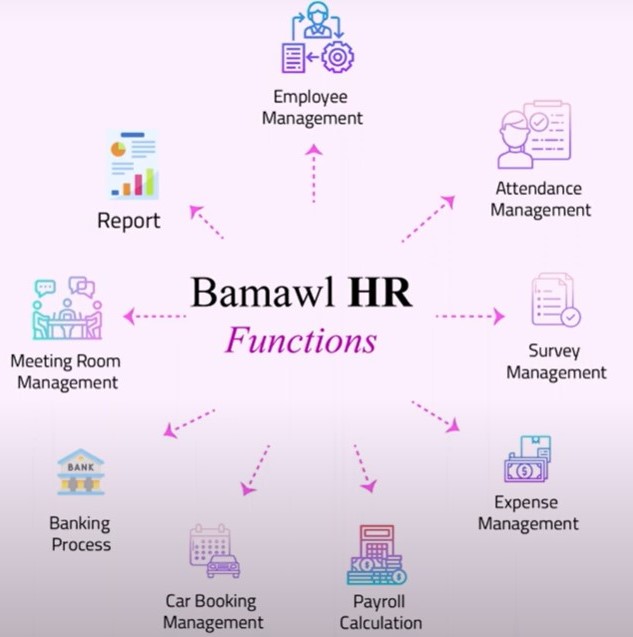 Employee
Management
Attendance
Management
Report
Bamawl HR
Functions
Meeting Room
Management
Survey
Management
BANK
Banking
Process
Expense
Management
Car Booking
Management
Payroll
Calculation